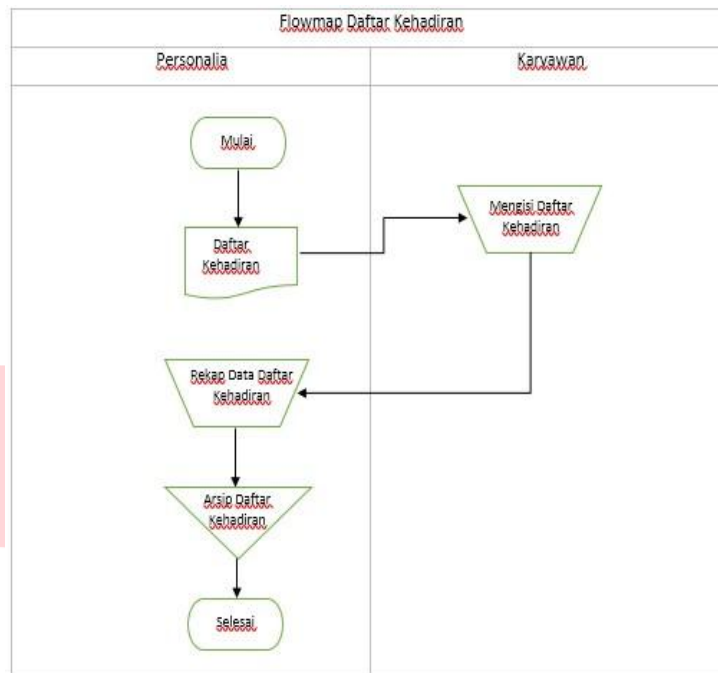 Flowmap Daftar Kehadiran
Personalia
Karyawan
Mulai
Daftar
Kehadiran
Mengisi Daftar
Kehadiran
Rekap Data Daftar
Kehadiran
Arsip Daftar
Kehadiran
Selesai